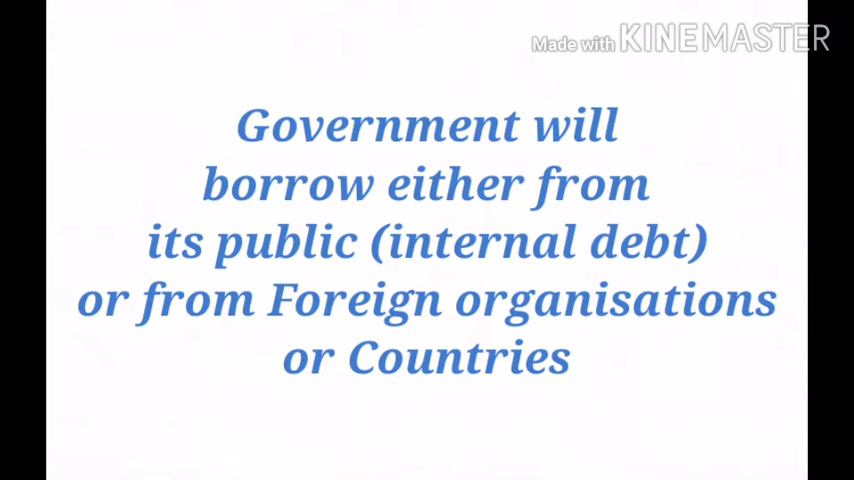 Made with KINEMASTER
Government will
borrow either from
its public (internal debt)
or from Foreign organisations
or Countries